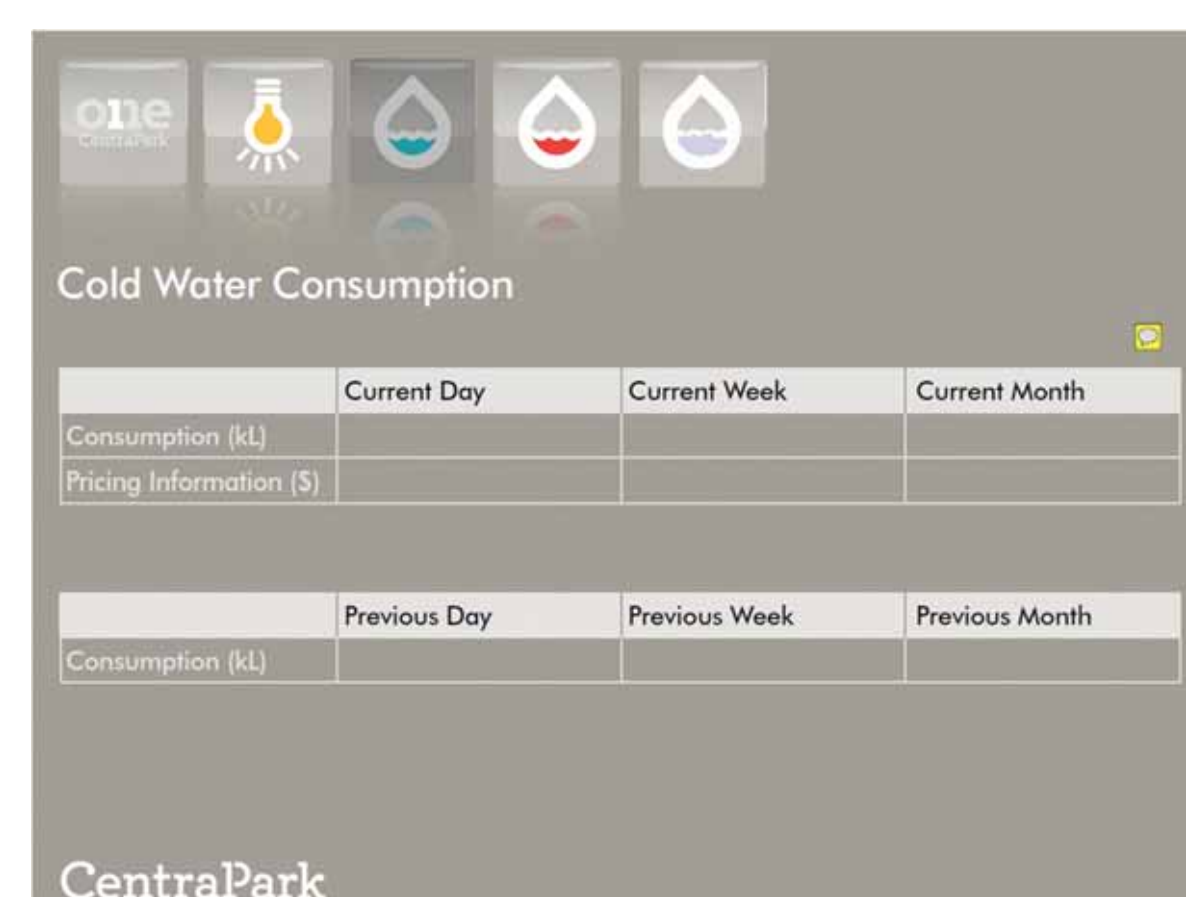 one
CentraPark
Cold Water Consumption
Current Day Current Week Current Month
Consumption (kL)
Pricing Information ($)
Previous Day Previous Week Previous Month
Consumption (kL)
CentraPark